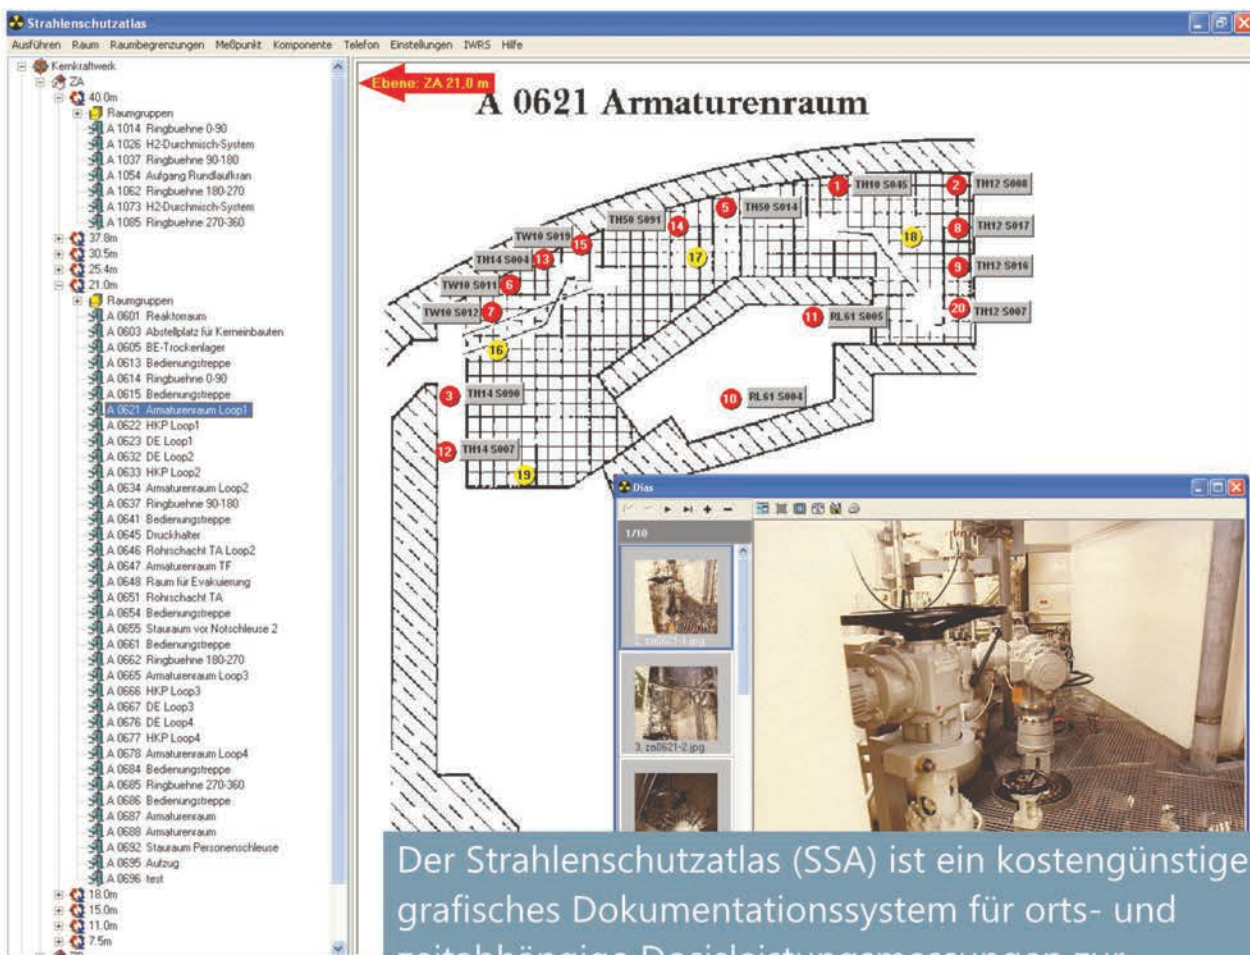 Strahlenschutzatlas
Ausführen Raum Raumbegrenzungen Meßpunkt Komponente Telefon Einstellungen IWRS Hilfe
Kernkraftwerk
ZA
40.0m
Raumgruppen
A 1014 Ringbuehne 0-90
A 1026 H2-Durchmisch-System
A 1037 Ringbuehne 90-180
A 1054 Aufgang Rundlaufkran
A 1062 Ringbuehne 180-270
A 1073 H2-Durchmisch-System
A 1085 Ringbuehne 270-360
37.8m
30.5m
25.4m
21.0m
Raumgruppen
A 0601 Reaktorraum
A 0603 Abstellplatz für Kerneinbauten
A 0605 BE-Trockenlager
A 0613 Bedienungstreppe
A 0614 Ringbuehne 0-90
A 0615 Bedienungstreppe
A 0621 Armaturenraum Loop1
A 0622 HKP Loop1
A 0623 DE Loop1
A 0632 DE Loop2
A 0633 HKP Loop2
A 0634 Armaturenraum Loop2
A 0637 Ringbuehne 90-180
A 0641 Bedienungstreppe
A 0645 Druckhalter
A 0646 Rohrschacht TA Loop2
A 0647 Armaturenraum TF
A 0648 Raum für Evakuierung
A 0651 Rohrschacht TA
A 0654 Bedienungstreppe
A 0655 Stauraum vor Notschleuse 2
A 0661 Bedienungstreppe
A 0662 Ringbuehne 180-270
A 0665 Armaturenraum Loop3
A 0666 HKP Loop3
A 0667 DE Loop3
A 0676 DE Loop4
A 0677 HKP Loop4
A 0678 Armaturenraum Loop4
A 0684 Bedienungstreppe
A 0685 Ringbuehne 270-360
A 0686 Bedienungstreppe
A 0687 Armaturenraum
A 0688 Armaturenraum
A 0692 Stauraum Personenschleuse
A 0695 Aufzug
A 0696 test
18.0m
15.0m
11.0m
7.5m
Ebene: ZA 21,0 m
A 0621 Armaturenraum
1 TH10 S045
2 TH12 S008
5 TH50 S014
TH50 S091 14
8 TH12 S017
TW10 S019 15
18
17
TH14 S004 13
9 TH12 S016
TW10 S011 6
20 TH12 S007
TW10 S012 7
11 RL61 S005
16
3 TH14 S090
10 RL61 S004
12 TH14 S007
19
Dias
1/10
2. za0621-1.jpg
3. za0621-2.jpg
Der Strahlenschutzatlas (SSA) ist ein kostengünstige
grafisches Dokumentationssystem für orts- und
zeitabhängige Dosisleistungsmessungen zur